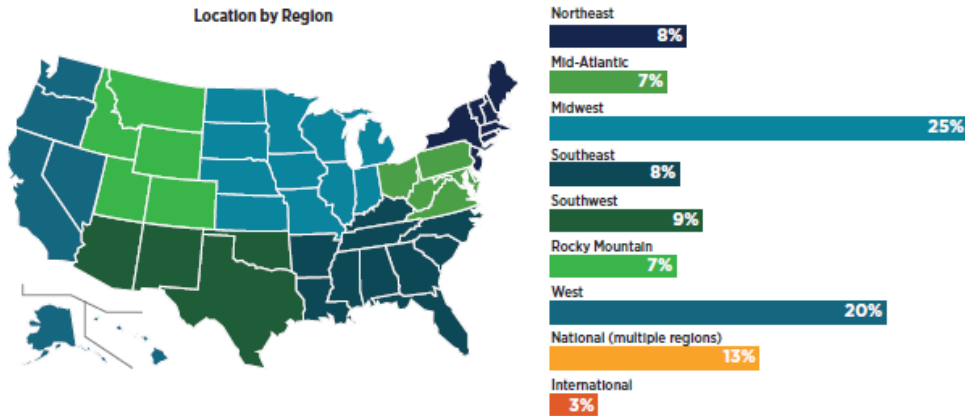 Location by Region
Northeast
8%
Mid-Atlantic
7%
Midwest
25%
Southeast
8%
Southwest
9%
Rocky Mountain
7%
West
20%
National (multiple regions)
13%
International
3%